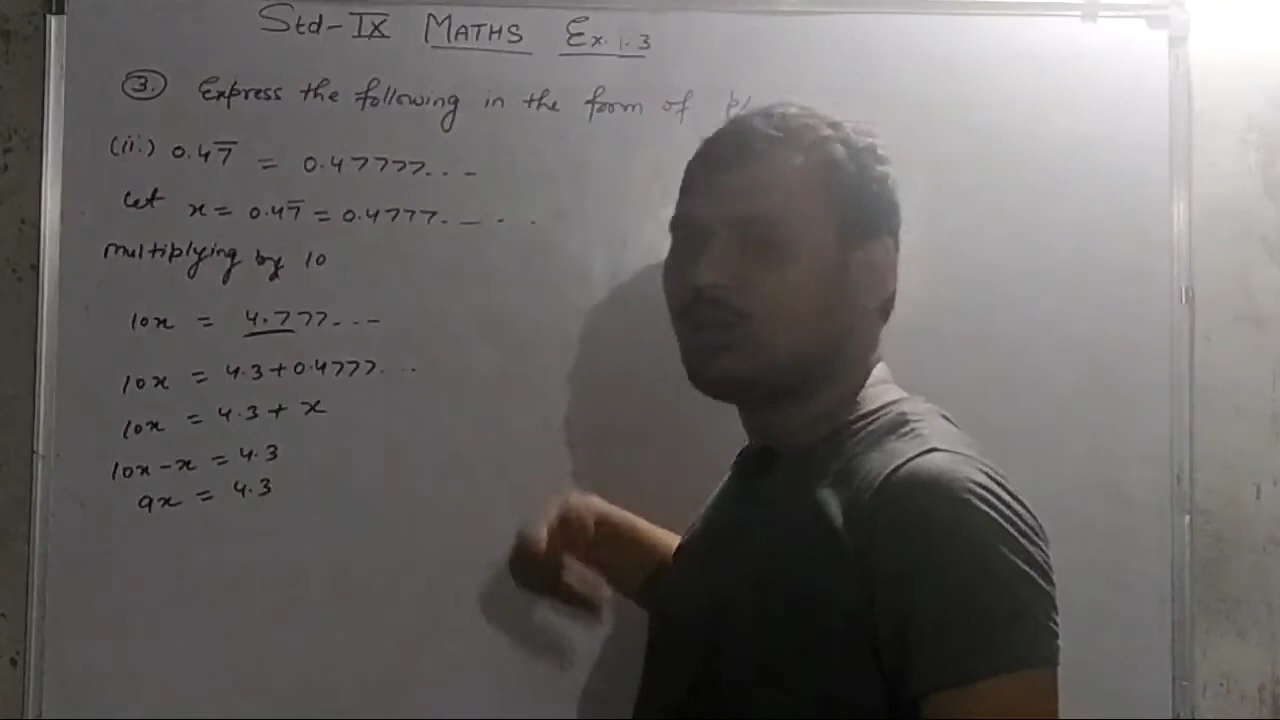 Std-IX MATHS Ex. 1.3
3. Express the following in the form of p/
(ii.) 0.47̅ = 0.47777...-
Let x = 0.47̅ = 0.4777.-...
Multiplying by 10
10x = 4.777---
10x = 4.3+0.4777...
10x = 4.3+x
10x-x = 4.3
9x = 4.3